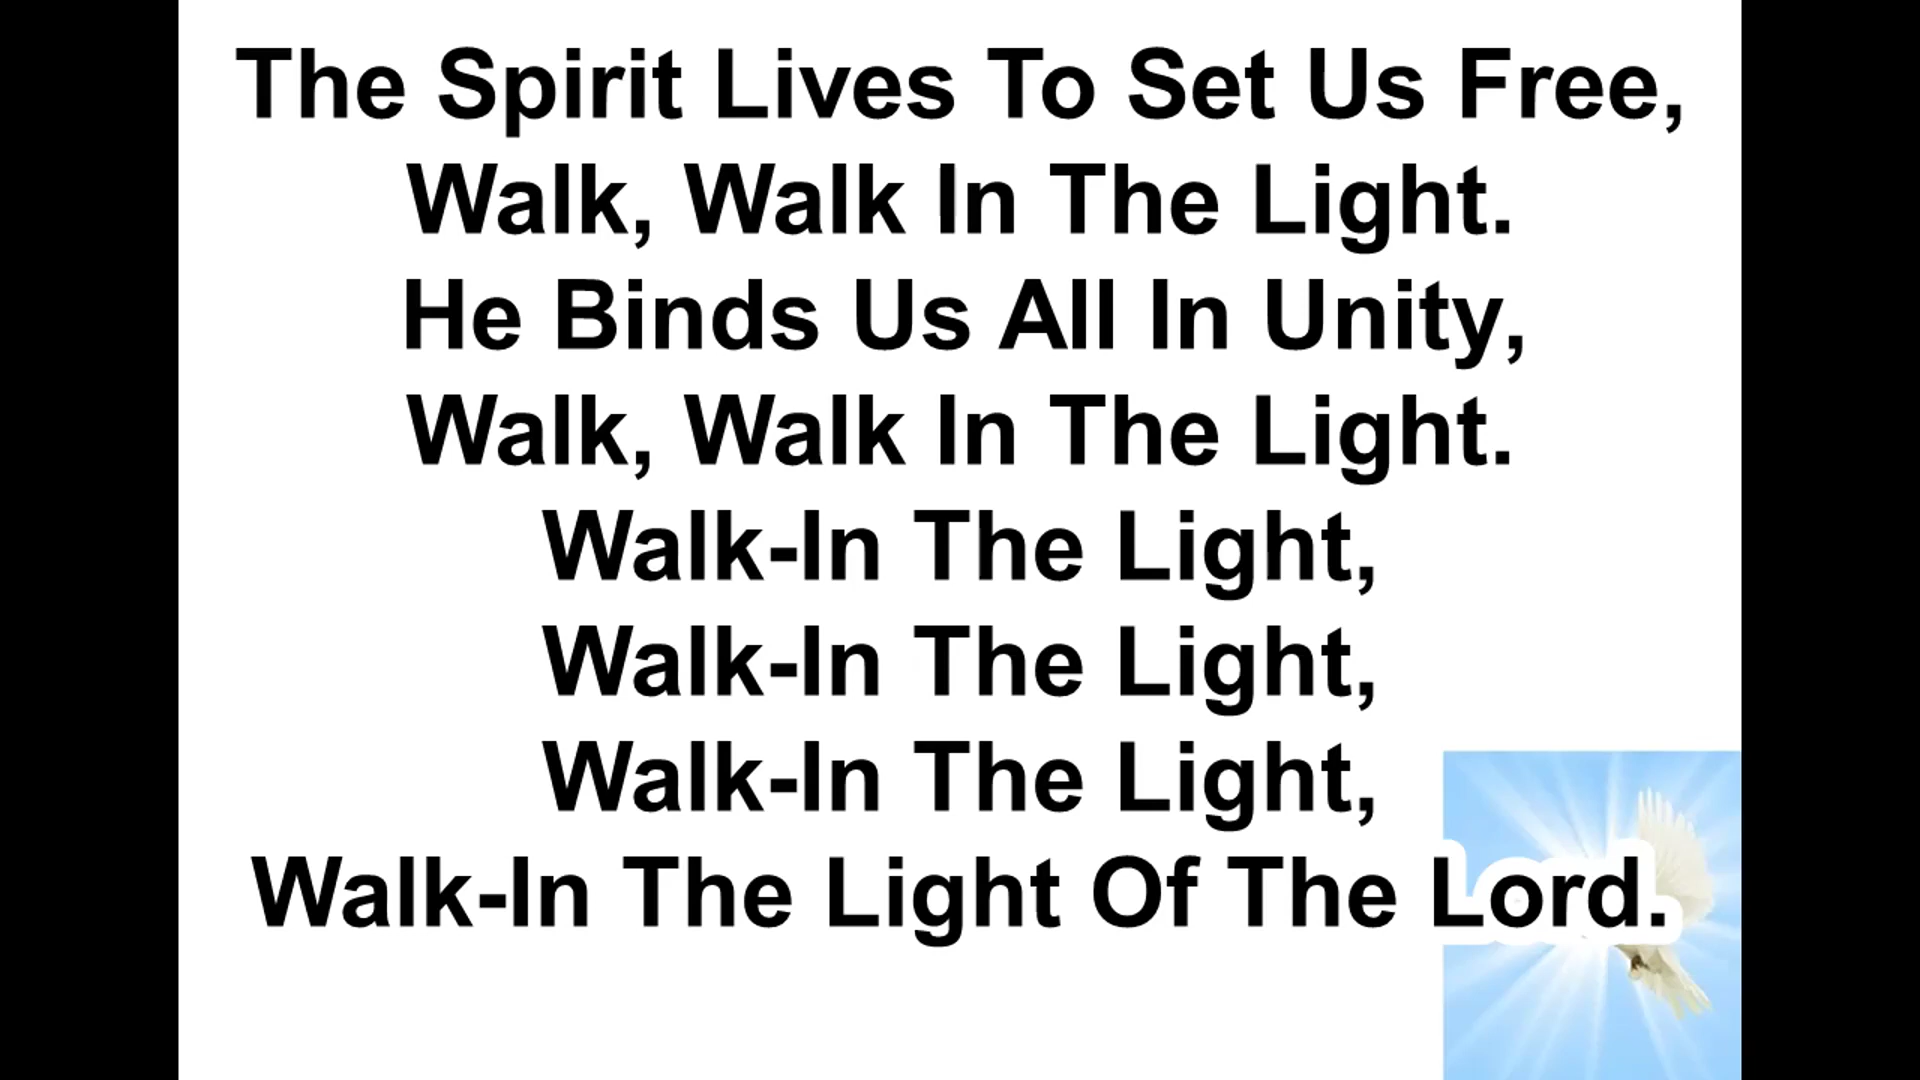 The Spirit Lives To Set Us Free,
Walk, Walk In The Light.
He Binds Us All In Unity,
Walk, Walk In The Light.
Walk-In The Light,
Walk-In The Light,
Walk-In The Light,
Walk-In The Light Of The Lord.